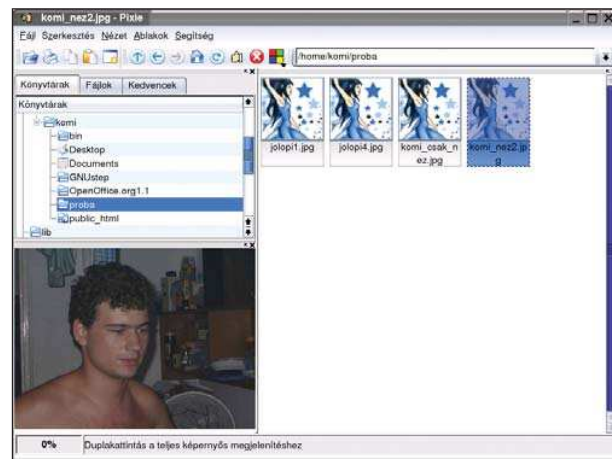 komi_nez2.jpg - Pixie
Fájl Szerkesztés Nézet Ablakok Segítség
/home/komi/proba
Könyvtárak Fájlok Kedvencek
Könyvtárak
komi
bin
Desktop
Documents
GNUstep
OpenOffice.org1.1
proba
public_html
lib
jolopi1.jpg
jolopi4.jpg
komi_csak_n
ez.jpg
komi_nez2.jp
g
0% Duplakattintás a teljes képernyős megjelenítéshez